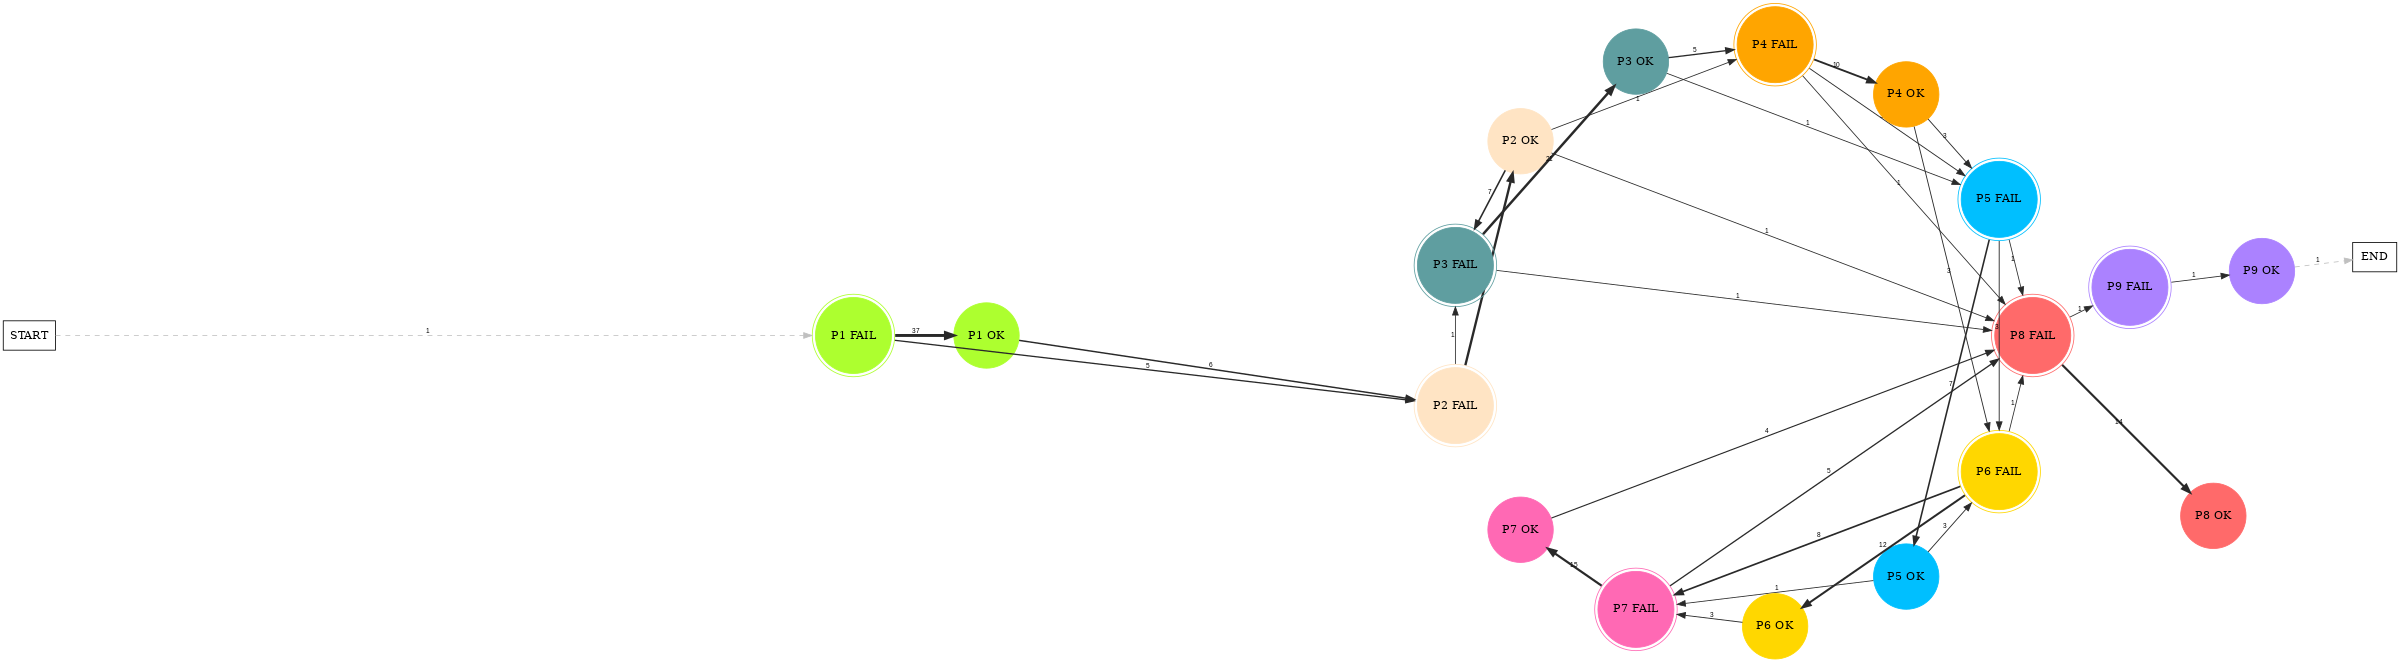 START
1
P1 FAIL
37
P1 OK
6
5
P2 FAIL
1
P3 FAIL
7
P2 OK
P3 OK
5
1
P4 FAIL
10
P4 OK
1
1
3
P5 FAIL
1
3
1
1
P8 FAIL
1
P9 FAIL
1
P9 OK
1
END
7
1
4
5
P6 FAIL
14
P8 OK
8
12
3
P7 OK
15
P7 FAIL
1
P5 OK
3
P6 OK